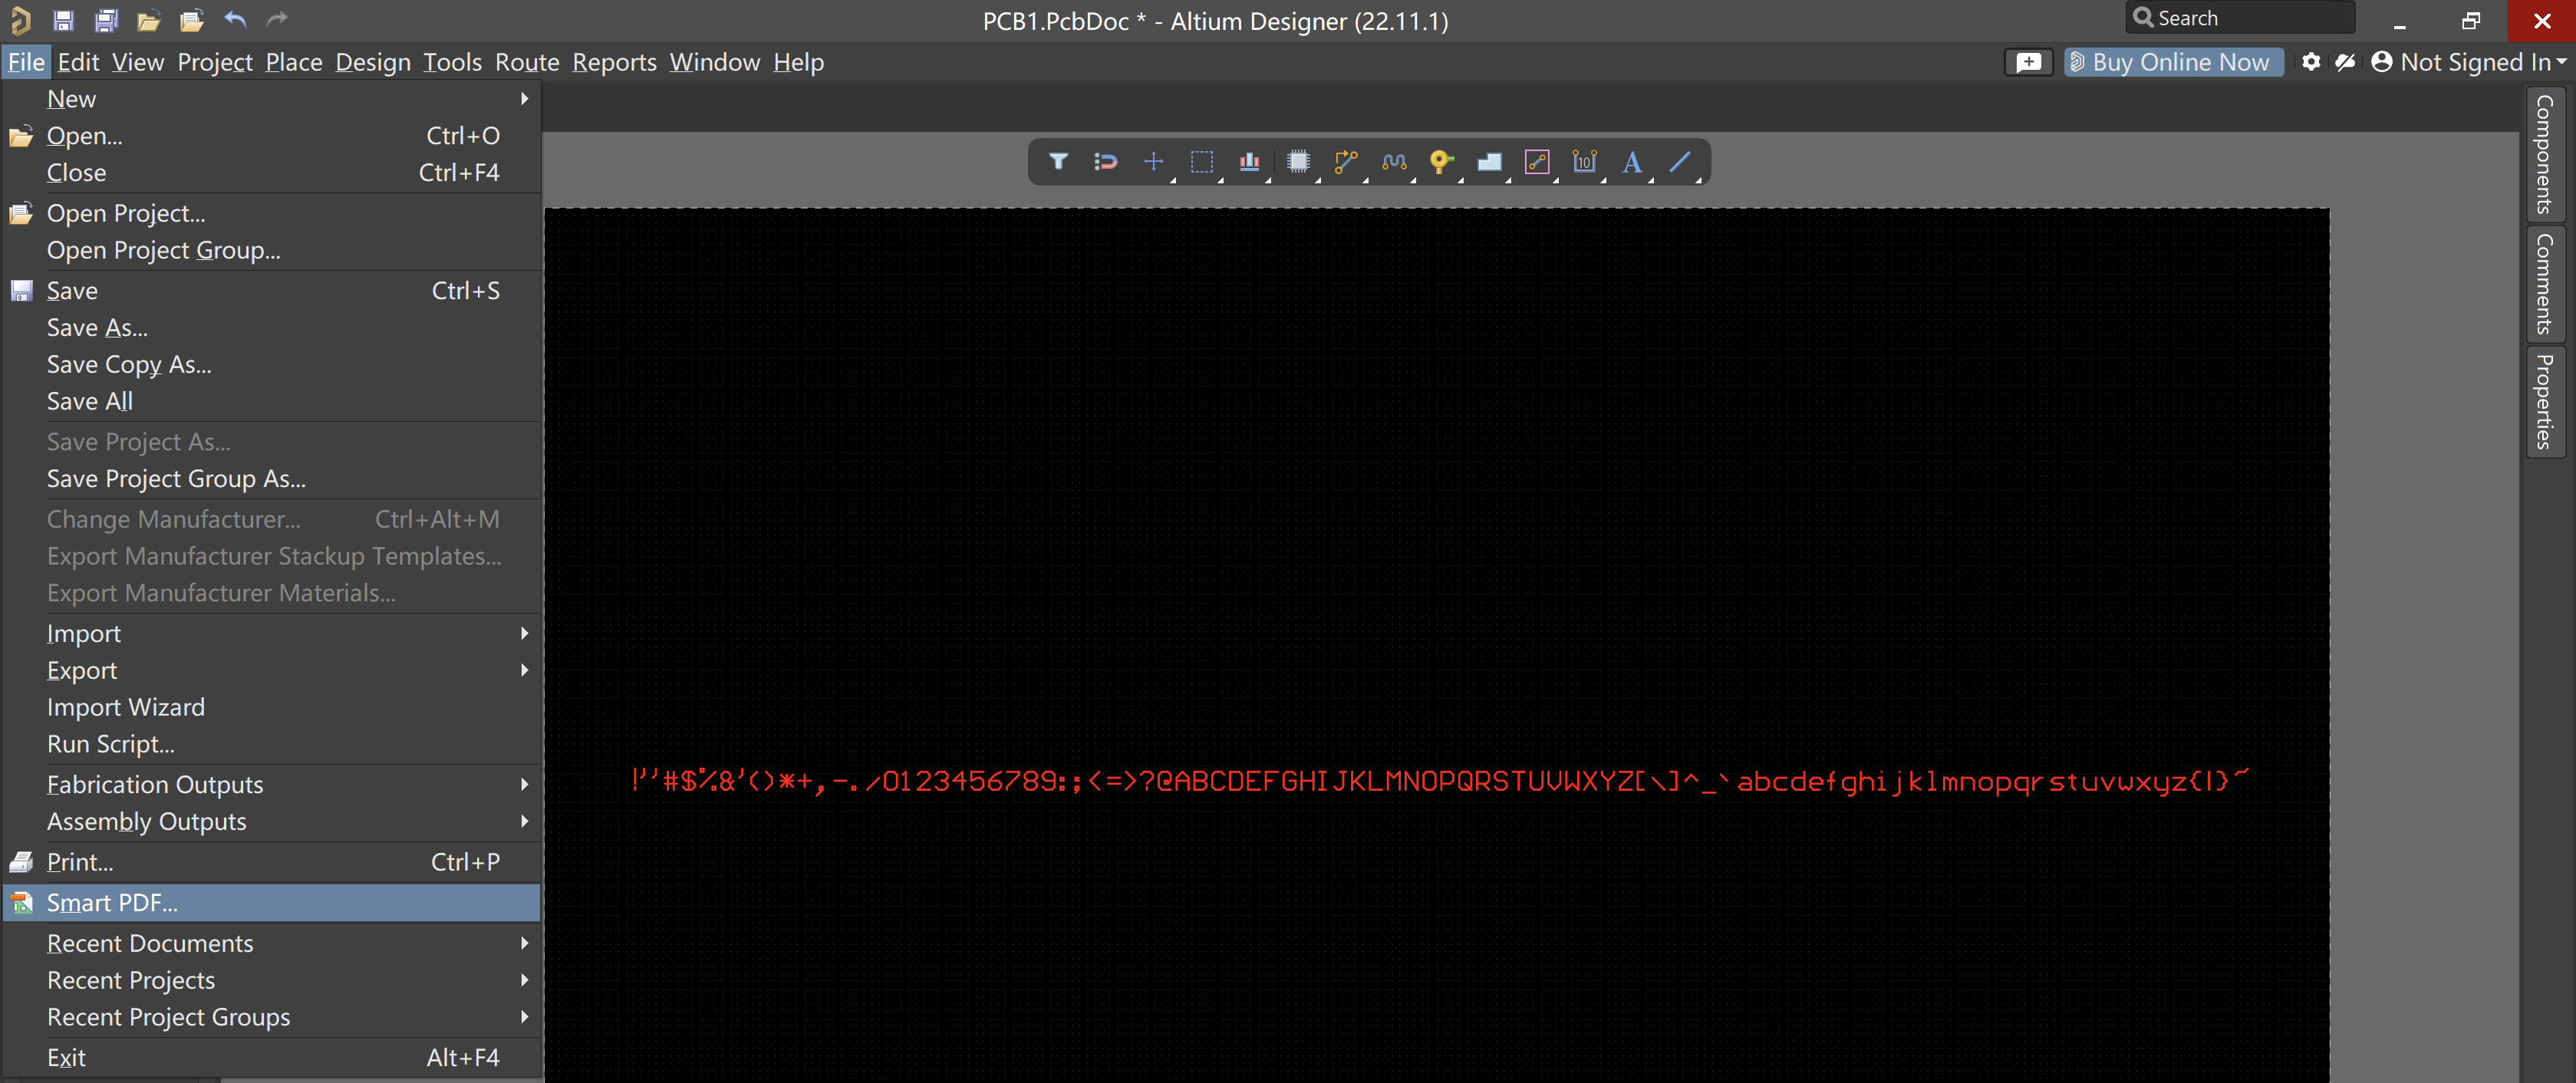 PCB1.PcbDoc * - Altium Designer (22.11.1)
Search
File Edit View Project Place Design Tools Route Reports Window Help
Buy Online Now
Not Signed In
New
Open... Ctrl+O
Close Ctrl+F4
Open Project...
Open Project Group...
Save Ctrl+S
Save As...
Save Copy As...
Save All
Save Project As...
Save Project Group As...
Change Manufacturer... Ctrl+Alt+M
Export Manufacturer Stackup Templates...
Export Manufacturer Materials...
Import
Export
Import Wizard
Run Script...
Fabrication Outputs
Assembly Outputs
Print... Ctrl+P
Smart PDF...
Recent Documents
Recent Projects
Recent Project Groups
Exit Alt+F4
10
A
!''#$%&'()*+,-./0123456789:;<=>?@ABCDEFGHIJKLMNOPQRSTUVWXYZ[\]^_`abcdefghijklmnopqrstuvwxyz{|}~
Components
Comments
Properties